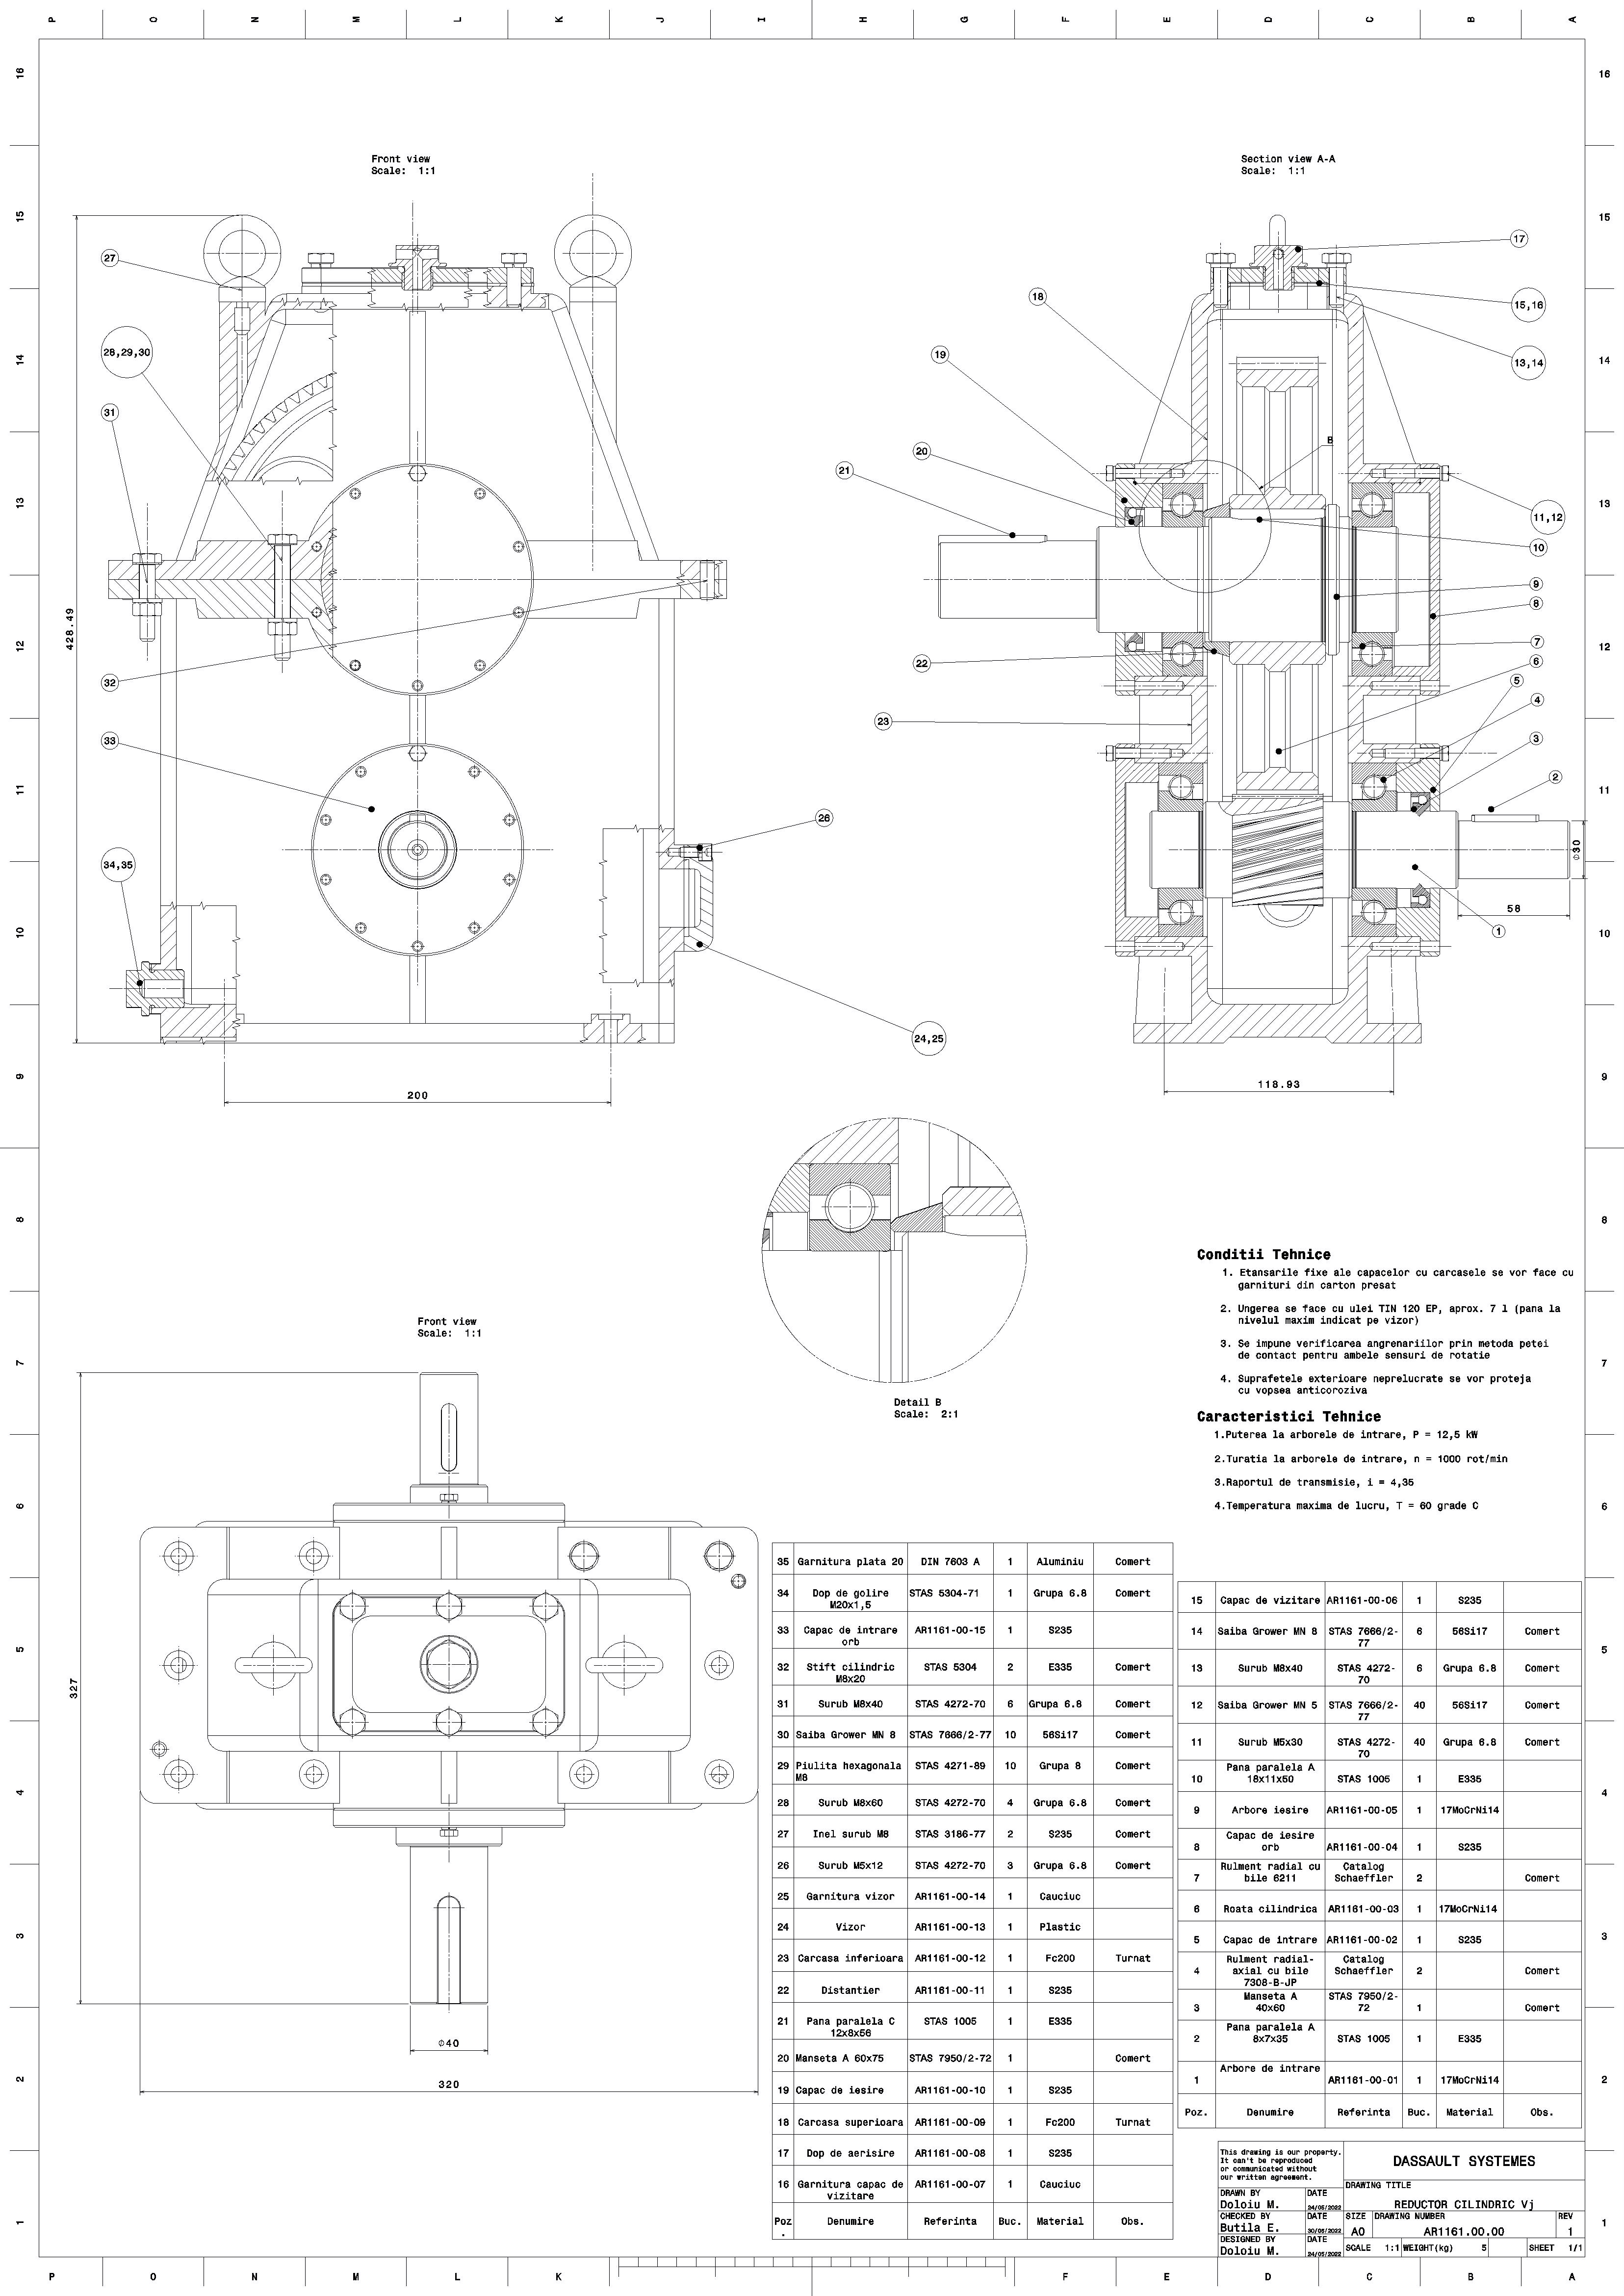 P O N M L K J I H G F E D C B A
16 16
Front view
Scale: 1:1
Section view A-A
Scale: 1:1
15 15
27
17
18
15,16
28,29,30
19
14 14
13,14
31
B
20
21
13 13
11,12
10
9
428.49
8
12 12
7
22
6
32
5
4
23
33
3
2
11 11
26
Φ30
34,35
58
1
10 10
24,25
9 9
118.93
200
8 8
Conditii Tehnice
1. Etansarile fixe ale capacelor cu carcasele se vor face cu
garnituri din carton presat
2. Ungerea se face cu ulei TIN 120 EP, aprox. 7 l (pana la
nivelul maxim indicat pe vizor)
3. Se impune verificarea angrenariilor prin metoda petei
de contact pentru ambele sensuri de rotatie
4. Suprafetele exterioare neprelucrate se vor proteja
cu vopsea anticoroziva
Front view
Scale: 1:1
7 7
Detail B
Scale: 2:1
Caracteristici Tehnice
1.Puterea la arborele de intrare, P = 12,5 kW
2.Turatia la arborele de intrare, n = 1000 rot/min
3.Raportul de transmisie, i = 4,35
4.Temperatura maxima de lucru, T = 60 grade C
6 6
5 5
327
4 4
3 3
Φ40
320
2 2
1 1
35 Garnitura plata 20 DIN 7603 A 1 Aluminiu Comert
34 Dop de golire STAS 5304-71 1 Grupa 6.8 Comert
M20x1,5
33 Capac de intrare AR1161-00-15 1 S235
orb
32 Stift cilindric STAS 5304 2 E335 Comert
M8x20
31 Surub M8x40 STAS 4272-70 6 Grupa 6.8 Comert
30 Saiba Grower MN 8 STAS 7666/2-77 10 56Si17 Comert
29 Piulita hexagonala STAS 4271-89 10 Grupa 8 Comert
M8
28 Surub M8x60 STAS 4272-70 4 Grupa 6.8 Comert
27 Inel surub M8 STAS 3186-77 2 S235 Comert
26 Surub M5x12 STAS 4272-70 3 Grupa 6.8 Comert
25 Garnitura vizor AR1161-00-14 1 Cauciuc
24 Vizor AR1161-00-13 1 Plastic
23 Carcasa inferioara AR1161-00-12 1 Fc200 Turnat
22 Distantier AR1161-00-11 1 S235
21 Pana paralela C STAS 1005 1 E335
12x8x56
20 Manseta A 60x75 STAS 7950/2-72 1 Comert
19 Capac de iesire AR1161-00-10 1 S235
18 Carcasa superioara AR1161-00-09 1 Fc200 Turnat
17 Dop de aerisire AR1161-00-08 1 S235
16 Garnitura capac de AR1161-00-07 1 Cauciuc
vizitare
Poz Denumire Referinta Buc. Material Obs.
.
15 Capac de vizitare AR1161-00-06 1 S235
14 Saiba Grower MN 8 STAS 7666/2- 6 56Si17 Comert
77
13 Surub M8x40 STAS 4272- 6 Grupa 6.8 Comert
70
12 Saiba Grower MN 5 STAS 7666/2- 40 56Si17 Comert
77
11 Surub M5x30 STAS 4272- 40 Grupa 6.8 Comert
70
Pana paralela A
10 18x11x50 STAS 1005 1 E335
9 Arbore iesire AR1161-00-05 1 17MoCrNi14
Capac de iesire
8 orb AR1161-00-04 1 S235
Rulment radial cu Catalog
7 bile 6211 Schaeffler 2 Comert
6 Roata cilindrica AR1161-00-03 1 17MoCrNi14
5 Capac de intrare AR1161-00-02 1 S235
Rulment radial- Catalog
4 axial cu bile Schaeffler 2 Comert
7308-B-JP
Manseta A STAS 7950/2-
3 40x60 72 1 Comert
Pana paralela A
2 8x7x35 STAS 1005 1 E335
Arbore de intrare
1 AR1161-00-01 1 17MoCrNi14
Poz. Denumire Referinta Buc. Material Obs.
This drawing is our property.
It can't be reproduced
or communicated without
our written agreement.
DASSAULT SYSTEMES
DRAWN BY DATE
Doloiu M. 24/05/2022
DRAWING TITLE
REDUCTOR CILINDRIC Vj
CHECKED BY DATE
Butila E. 30/05/2022
SIZE DRAWING NUMBER REV
A0 AR1161.00.00 1
DESIGNED BY DATE
Doloiu M. 24/05/2022
SCALE 1:1 WEIGHT(kg) 5 SHEET 1/1
P O N M L K F E D C B A